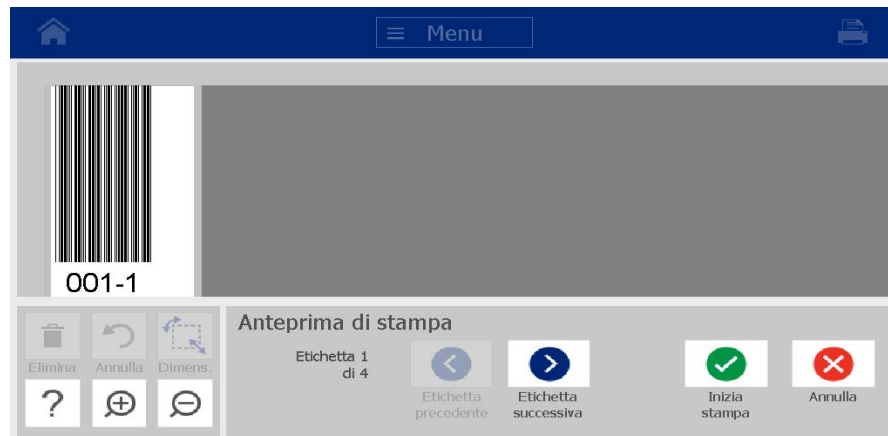 Menu
001-1
Anteprima di stampa
Etichetta 1
di 4
Etichetta
precedente
Etichetta
successiva
Inizia
stampa
Annulla
Elimina
Annulla
Dimens.
?